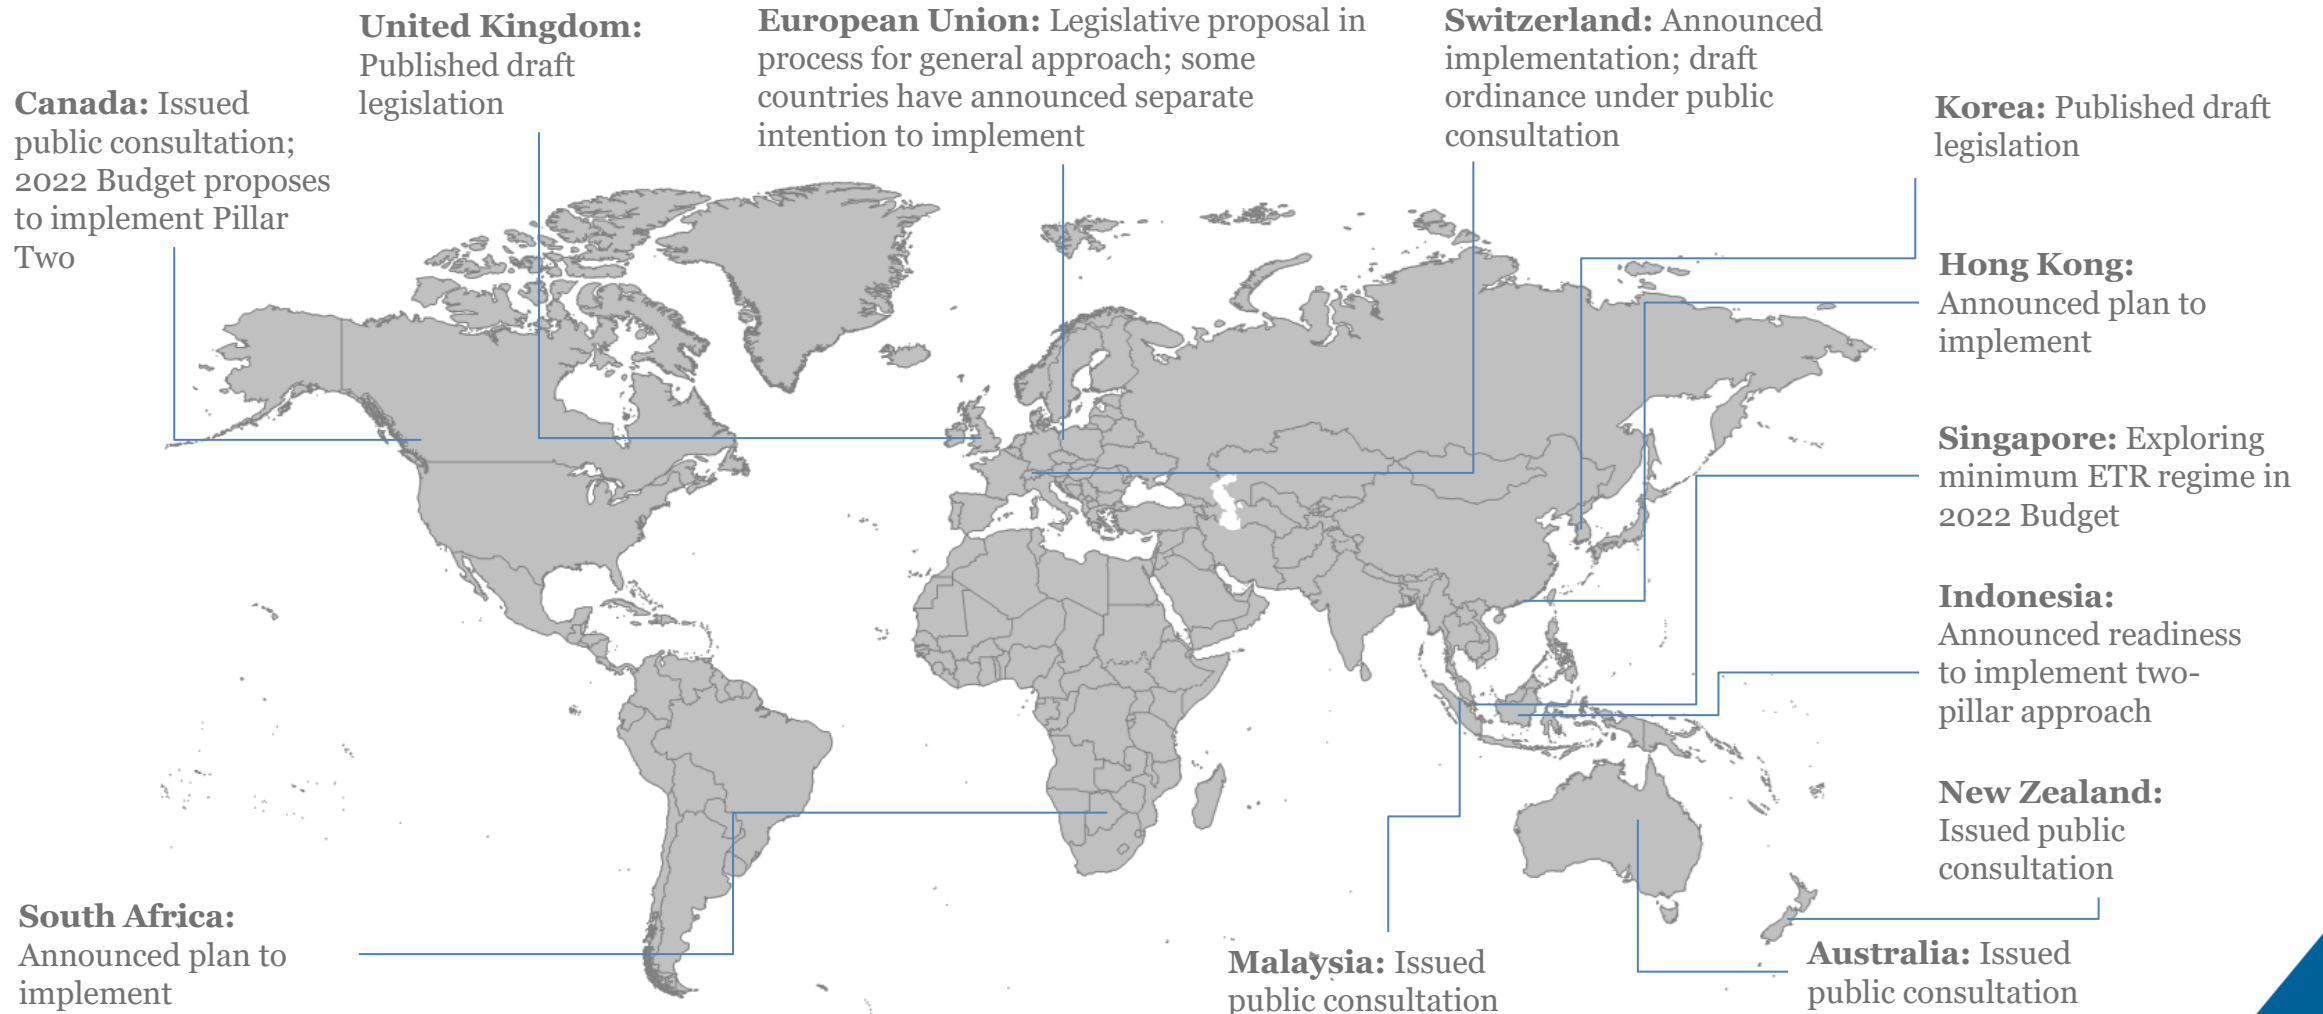 United Kingdom:
Published draft
legislation
European Union: Legislative proposal in
process for general approach; some
countries have announced separate
intention to implement
Switzerland: Announced
implementation; draft
ordinance under public
consultation
Canada: Issued
public consultation;
2022 Budget proposes
to implement Pillar
Two
Korea: Published draft
legislation
Hong Kong:
Announced plan to
implement
Singapore: Exploring
minimum ETR regime in
2022 Budget
Indonesia:
Announced readiness
to implement two-
pillar approach
New Zealand:
Issued public
consultation
South Africa:
Announced plan to
implement
Malaysia: Issued
public consultation
Australia: Issued
public consultation